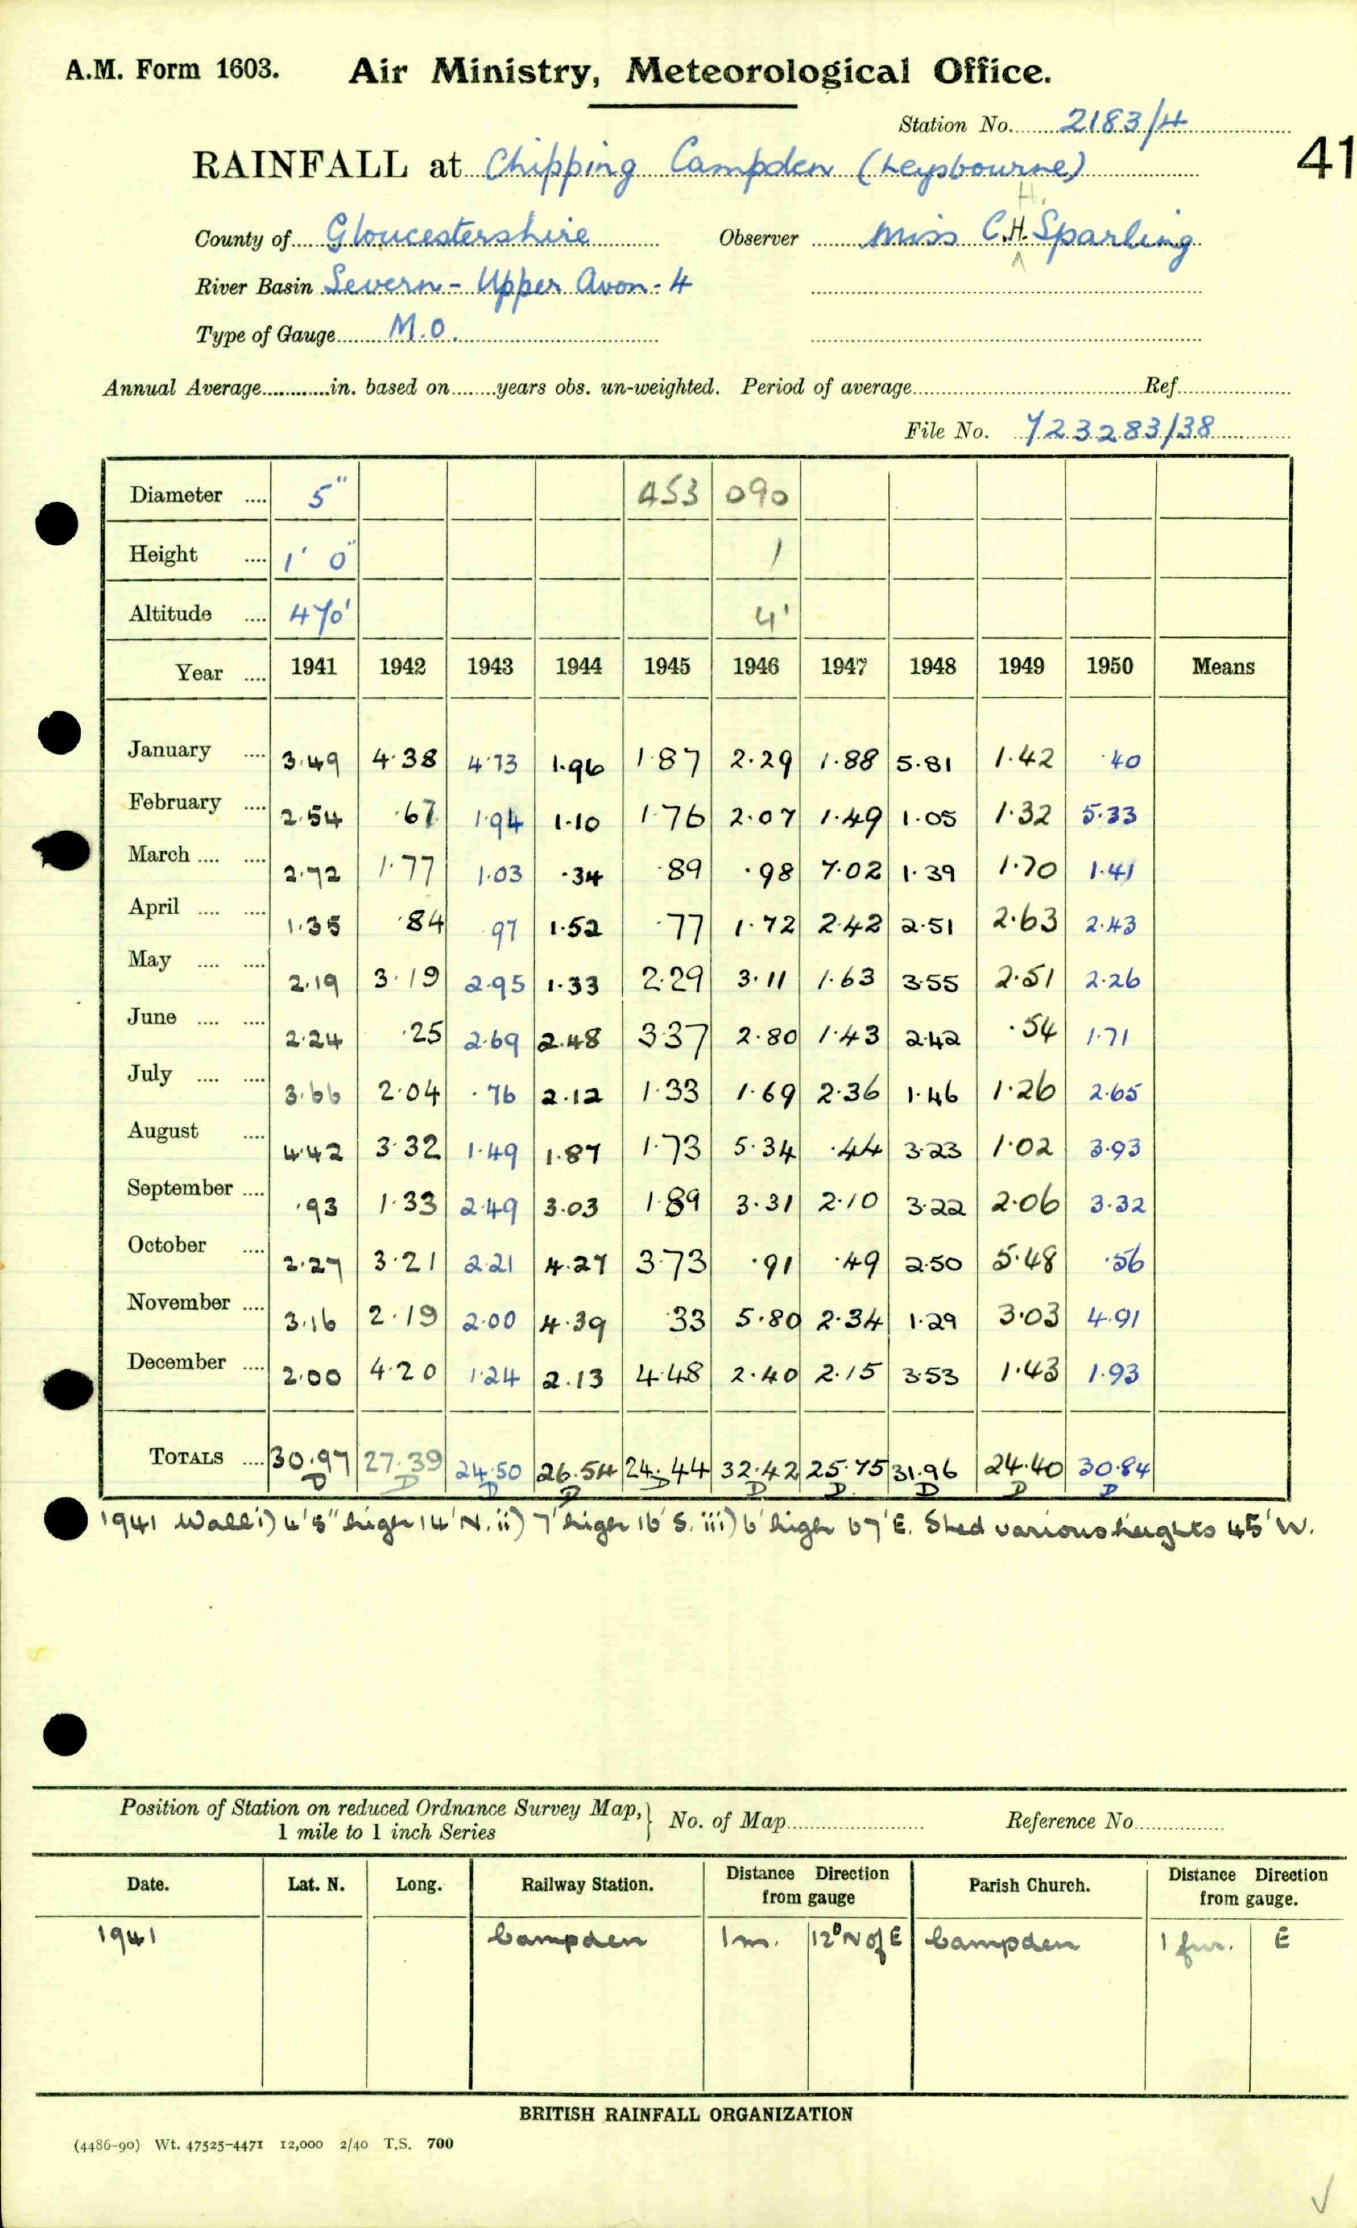 A.M. Form 1603. Air Ministry, Meteorological Office.
Station No. 2183/4
RAINFALL at Chipping Campden (Leysbourne) 41
County of Gloucestershire Observer Miss C.H. Sparling
River Basin Severn - Upper Avon - 4
Type of Gauge M.O.
Annual Average in. based on years obs. un-weighted. Period of average Ref
File No. 723283/38
Diameter 5" 453 090
Height 1' 0" 1
Altitude 470' 4'
Year 1941 1942 1943 1944 1945 1946 1947 1948 1949 1950 Means
January 3.49 4.38 4.73 1.96 1.87 2.29 1.88 5.81 1.42 .40
February 2.54 .67 1.94 1.10 1.76 2.07 1.49 1.05 1.32 5.33
March 2.72 1.77 1.03 .34 .89 .98 7.02 1.39 1.70 1.41
April 1.35 .84 .97 1.52 .77 1.72 2.42 2.51 2.63 2.43
May 2.19 3.19 2.95 1.33 2.29 3.11 1.63 3.55 2.51 2.26
June 2.24 .25 2.69 2.48 3.37 2.80 1.43 2.42 .54 1.71
July 3.66 2.04 .76 2.12 1.33 1.69 2.36 1.46 1.26 2.65
August 4.42 3.32 1.49 1.87 1.73 5.34 .44 3.23 1.02 3.93
September .93 1.33 2.49 3.03 1.89 3.31 2.10 3.22 2.06 3.32
October 2.27 3.21 2.21 4.27 3.73 .91 .49 2.50 5.48 .56
November 3.16 2.19 2.00 4.39 .33 5.80 2.34 1.29 3.03 4.91
December 2.00 4.20 1.24 2.13 4.48 2.40 2.15 3.53 1.43 1.93
TOTALS 30.97 27.39 24.50 26.54 24.44 32.42 25.75 31.96 24.40 30.84
D D D D D D D D D D
1941 Wall i) 4'8" high 14' N. ii) 7' high 16' S. iii) 6' high 67' E. Shed various heights 45' W.
Position of Station on reduced Ordnance Survey Map, 1 mile to 1 inch Series } No. of Map Reference No
Date. Lat. N. Long. Railway Station. Distance Direction from gauge Parish Church. Distance Direction from gauge.
1941 Campden 1 m. 12° N of E Campden 1 fur. E
BRITISH RAINFALL ORGANIZATION
(4486-90) Wt. 47525-4471 12,000 2/40 T.S. 700